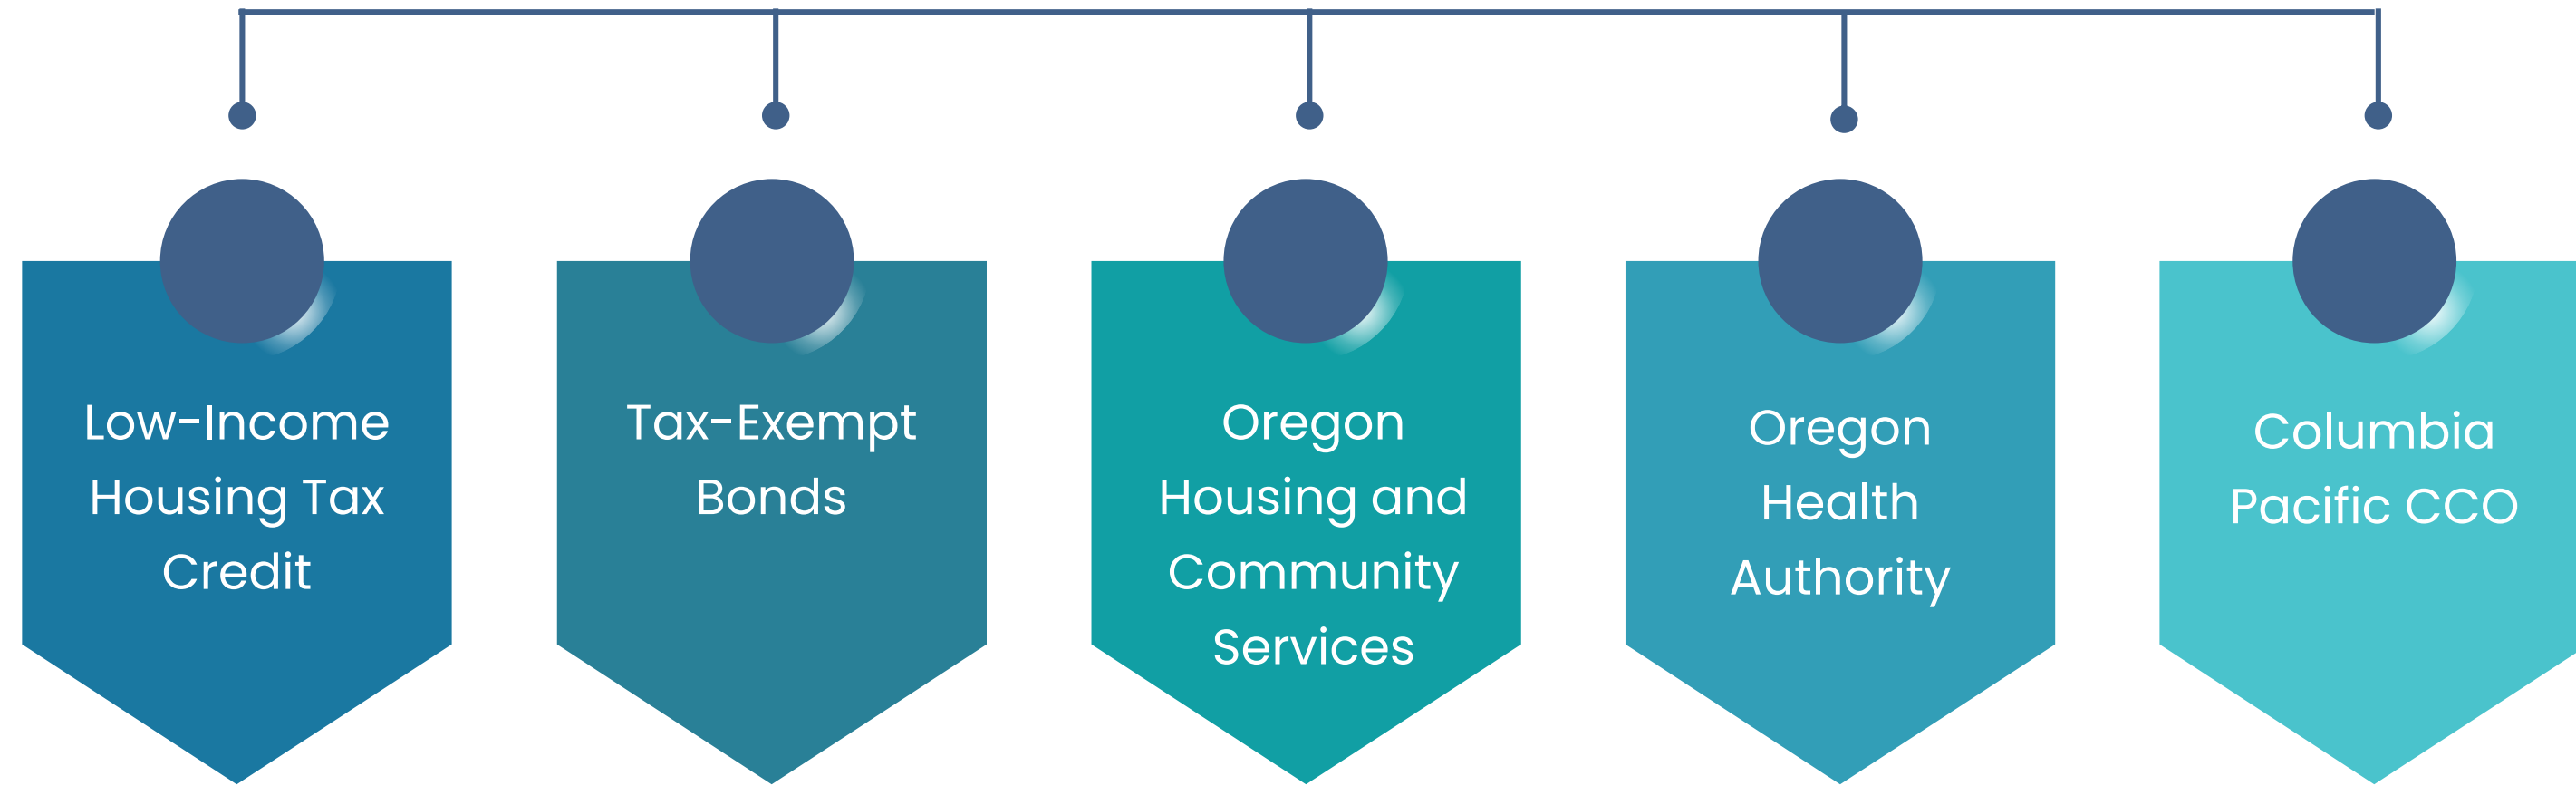 Low-Income
Housing Tax
Credit
Tax-Exempt
Bonds
Oregon
Housing and
Community
Services
Oregon
Health
Authority
Columbia
Pacific CCO